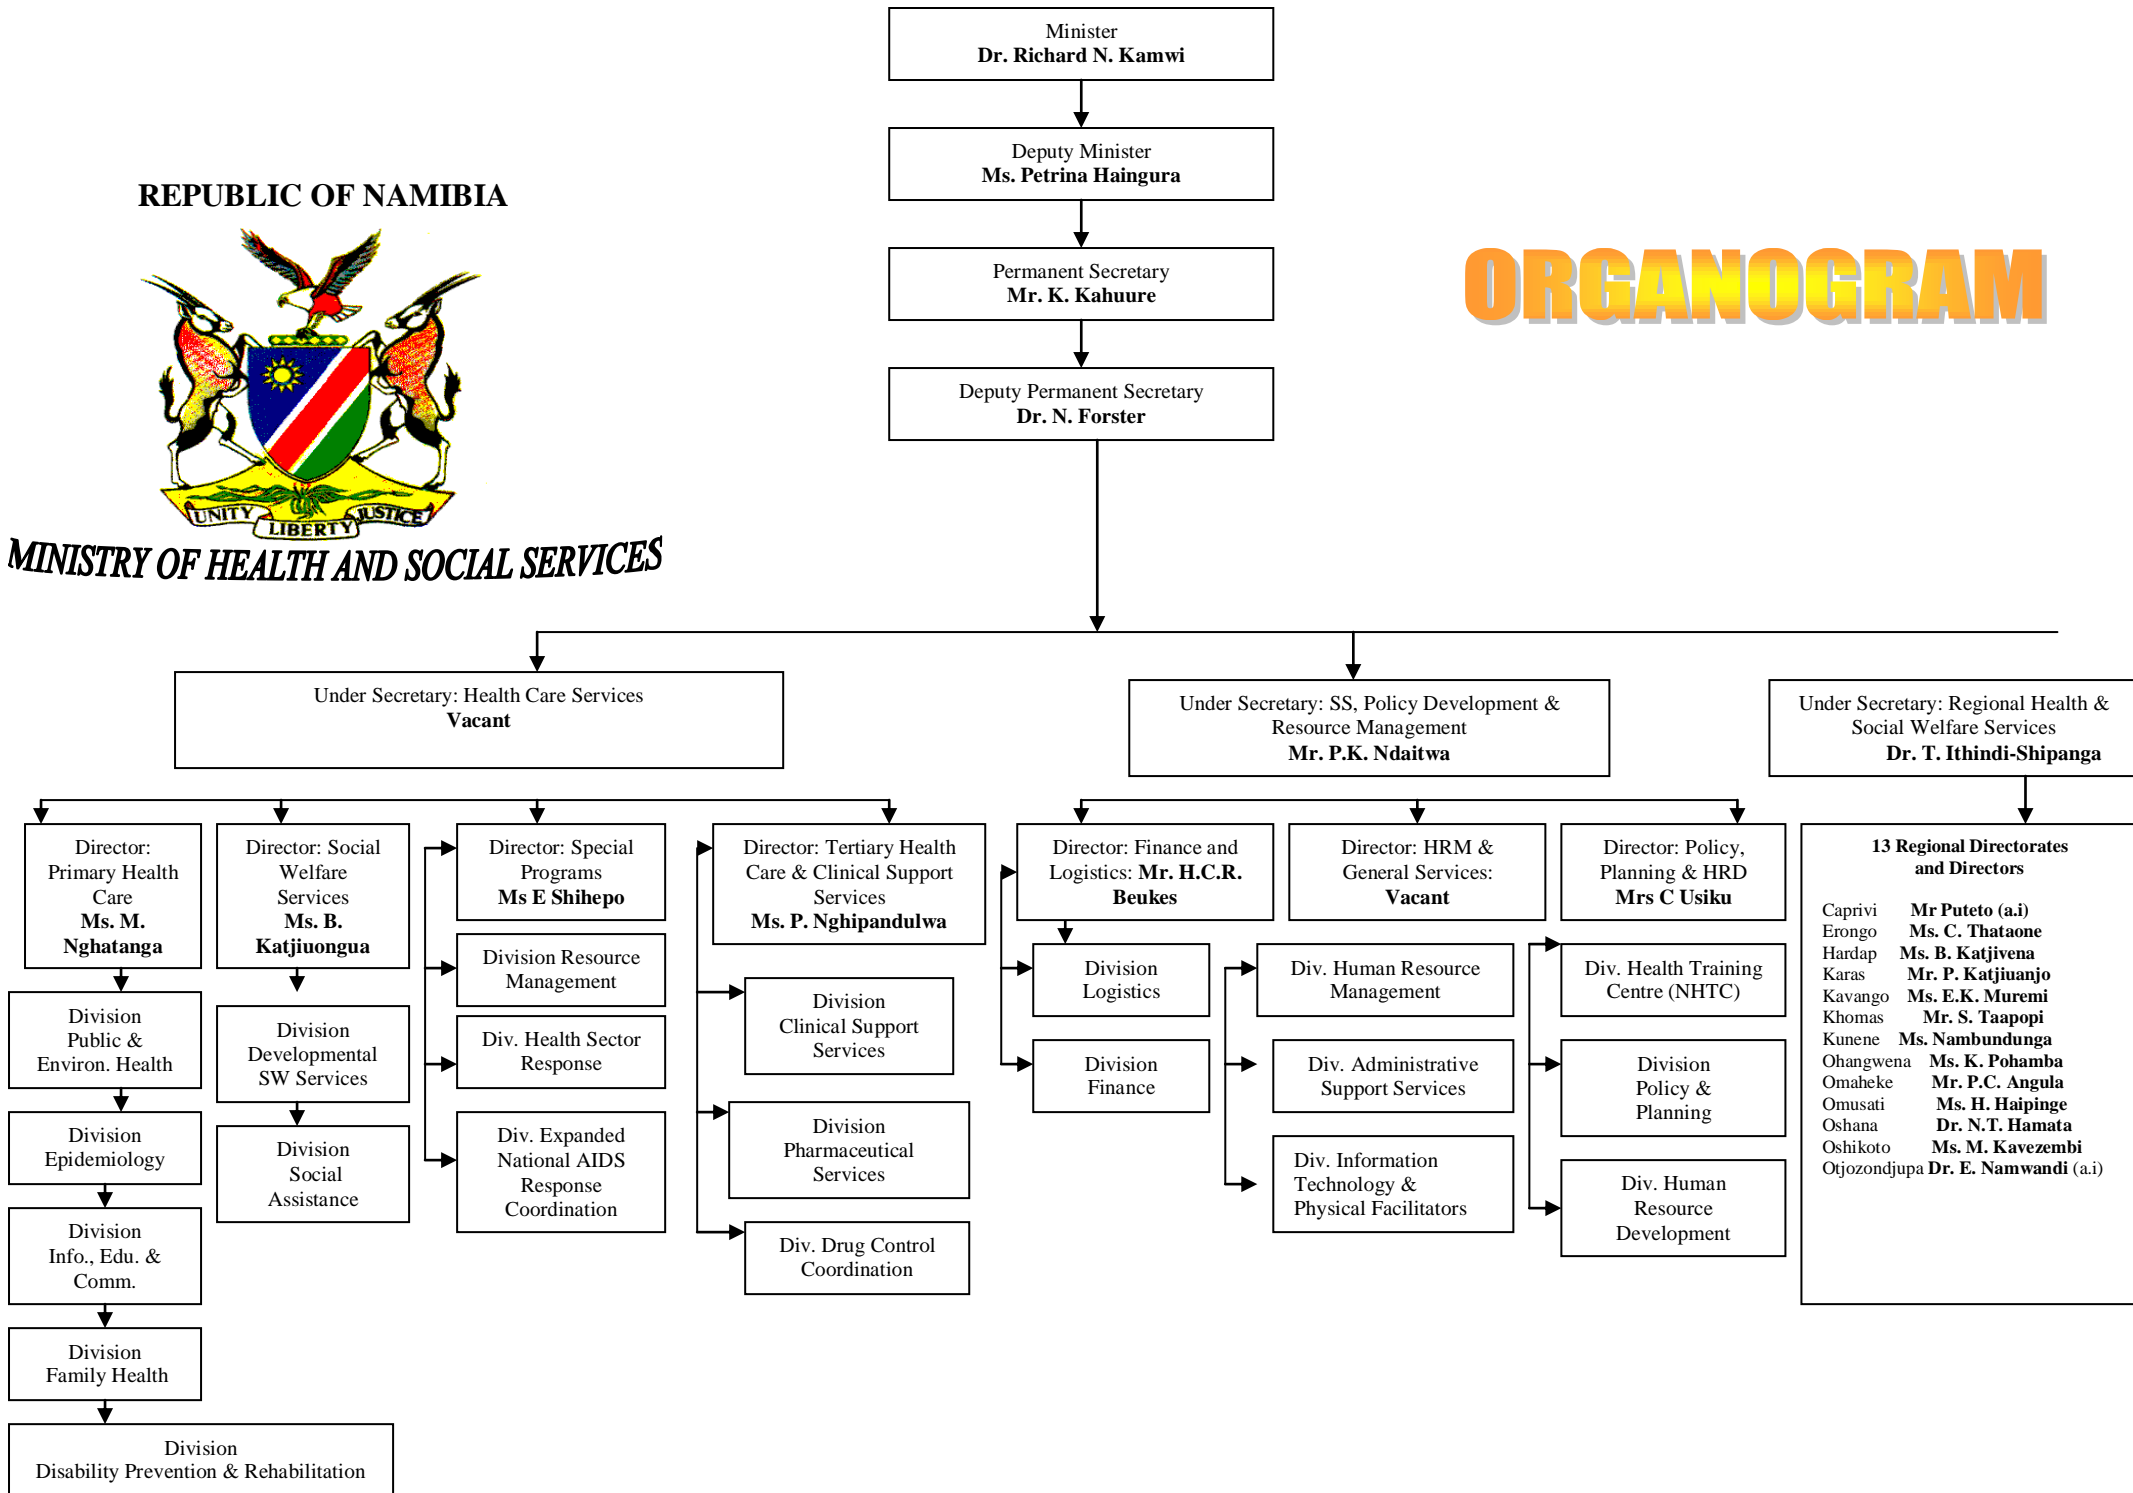 Minister
Dr. Richard N. Kamwi
Deputy Minister
Ms. Petrina Haingura
REPUBLIC OF NAMIBIA
Permanent Secretary
Mr. K. Kahuure
ORGANOGRAM
Deputy Permanent Secretary
Dr. N. Forster
UNITY
LIBERTY
JUSTICE
MINISTRY OF HEALTH AND SOCIAL SERVICES
Under Secretary: Health Care Services
Vacant
Under Secretary: SS, Policy Development &
Resource Management
Mr. P.K. Ndaitwa
Under Secretary: Regional Health &
Social Welfare Services
Dr. T. Ithindi-Shipanga
Director:
Primary Health
Care
Ms. M.
Nghatanga
Director: Social
Welfare
Services
Ms. B.
Katjiuongua
Director: Special
Programs
Ms E Shihepo
Director: Tertiary Health
Care & Clinical Support
Services
Ms. P. Nghipandulwa
Director: Finance and
Logistics: Mr. H.C.R.
Beukes
Director: HRM &
General Services:
Vacant
Director: Policy,
Planning & HRD
Mrs C Usiku
13 Regional Directorates
and Directors
Caprivi Mr Puteto (a.i)
Erongo Ms. C. Thataone
Hardap Ms. B. Katjivena
Karas Mr. P. Katjiuanjo
Kavango Ms. E.K. Muremi
Khomas Mr. S. Taapopi
Kunene Ms. Nambundunga
Ohangwena Ms. K. Pohamba
Omaheke Mr. P.C. Angula
Omusati Ms. H. Haipinge
Oshana Dr. N.T. Hamata
Oshikoto Ms. M. Kavezembi
Otjozondjupa Dr. E. Namwandi (a.i)
Division
Public &
Environ. Health
Division
Epidemiology
Division
Info., Edu. &
Comm.
Division
Family Health
Division
Disability Prevention & Rehabilitation
Division
Developmental
SW Services
Division
Social
Assistance
Division Resource
Management
Div. Health Sector
Response
Div. Expanded
National AIDS
Response
Coordination
Division
Clinical Support
Services
Division
Pharmaceutical
Services
Div. Drug Control
Coordination
Division
Logistics
Division
Finance
Div. Human Resource
Management
Div. Administrative
Support Services
Div. Information
Technology &
Physical Facilitators
Div. Health Training
Centre (NHTC)
Division
Policy &
Planning
Div. Human
Resource
Development